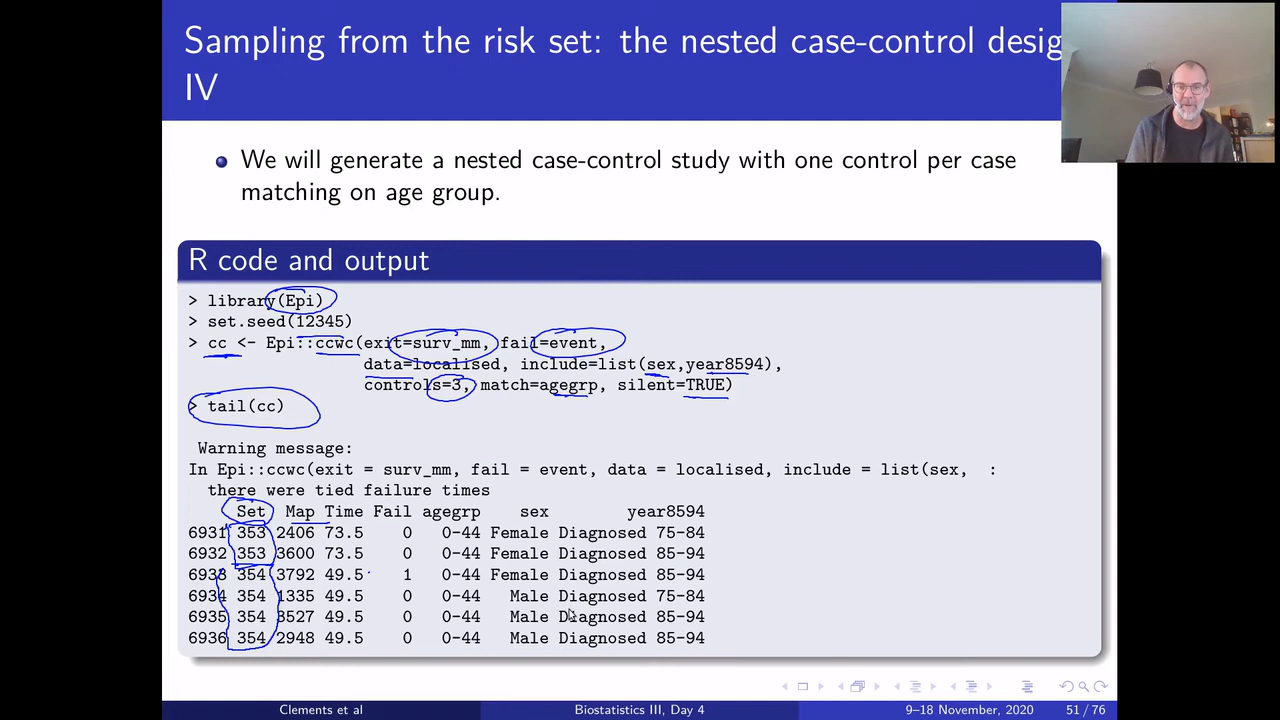 Sampling from the risk set: the nested case-control desig
IV
We will generate a nested case-control study with one control per case
matching on age group.
R code and output
> library(Epi)
> set.seed(12345)
> cc <- Epi::ccwc(exit=surv_mm, fail=event,
data=localised, include=list(sex,year8594),
controls=3, match=agegrp, silent=TRUE)
> tail(cc)
Warning message:
In Epi::ccwc(exit = surv_mm, fail = event, data = localised, include = list(sex,  :
there were tied failure times
Set Map Time Fail agegrp sex year8594
6931 353 2406 73.5 0 0-44 Female Diagnosed 75-84
6932 353 3600 73.5 0 0-44 Female Diagnosed 85-94
6933 354 3792 49.5 1 0-44 Female Diagnosed 85-94
6934 354 1335 49.5 0 0-44 Male Diagnosed 75-84
6935 354 3527 49.5 0 0-44 Male Diagnosed 85-94
6936 354 2948 49.5 0 0-44 Male Diagnosed 85-94
Clements et al Biostatistics III, Day 4 9–18 November, 2020 51 / 76